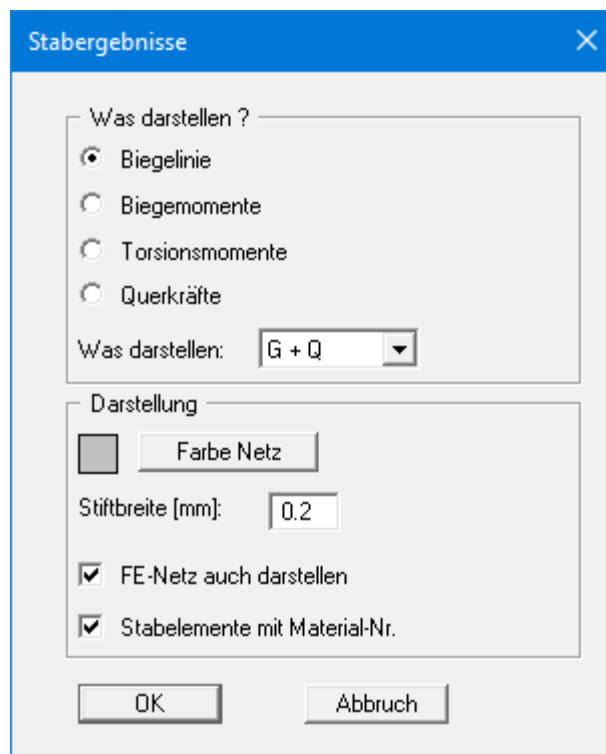 Stabergebnisse
Was darstellen ?
Biegelinie
Biegemomente
Torsionsmomente
Querkräfte
Was darstellen: G + Q
Darstellung
Farbe Netz
Stiftbreite [mm]: 0.2
FE-Netz auch darstellen
Stabelemente mit Material-Nr.
OK Abbruch